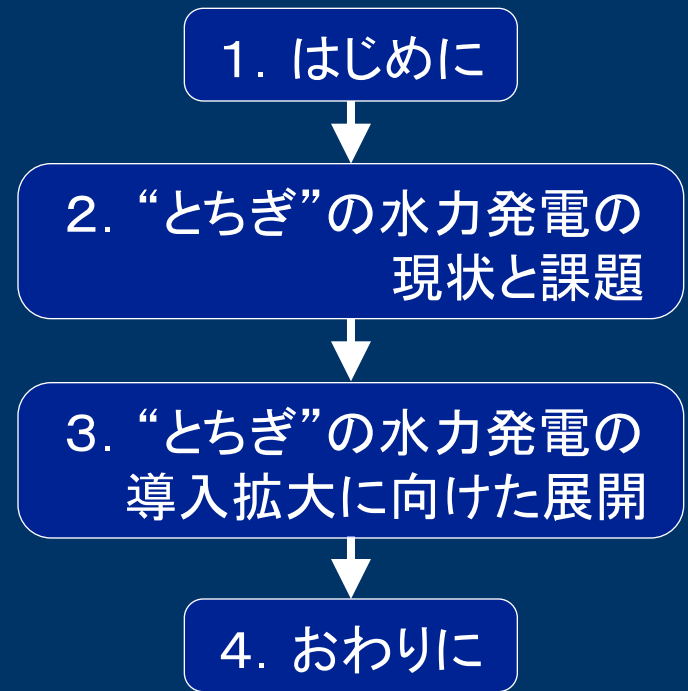 １．はじめに
２．“とちぎ”の水力発電の
現状と課題
３．“とちぎ”の水力発電の
導入拡大に向けた展開
４．おわりに